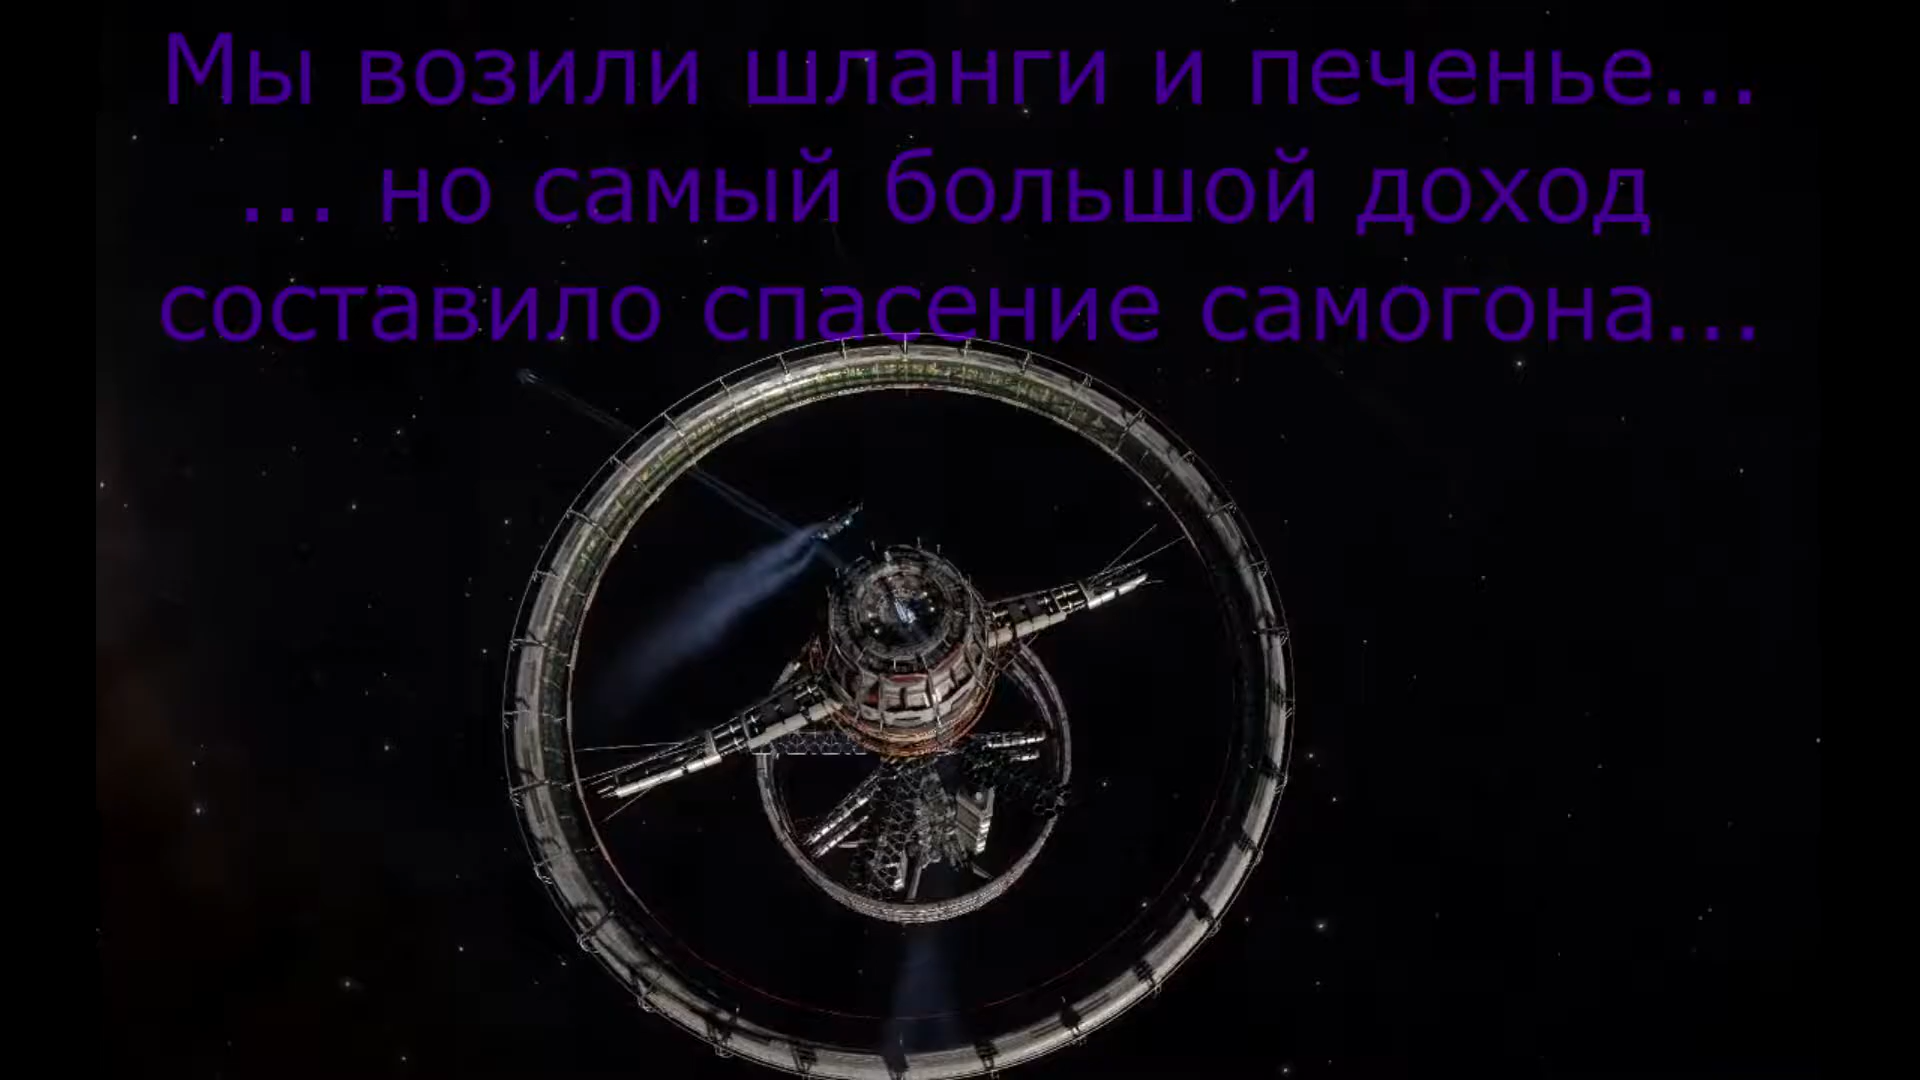 Мы возили шланги и печенье...
... но самый большой доход
составило спасение самогона...